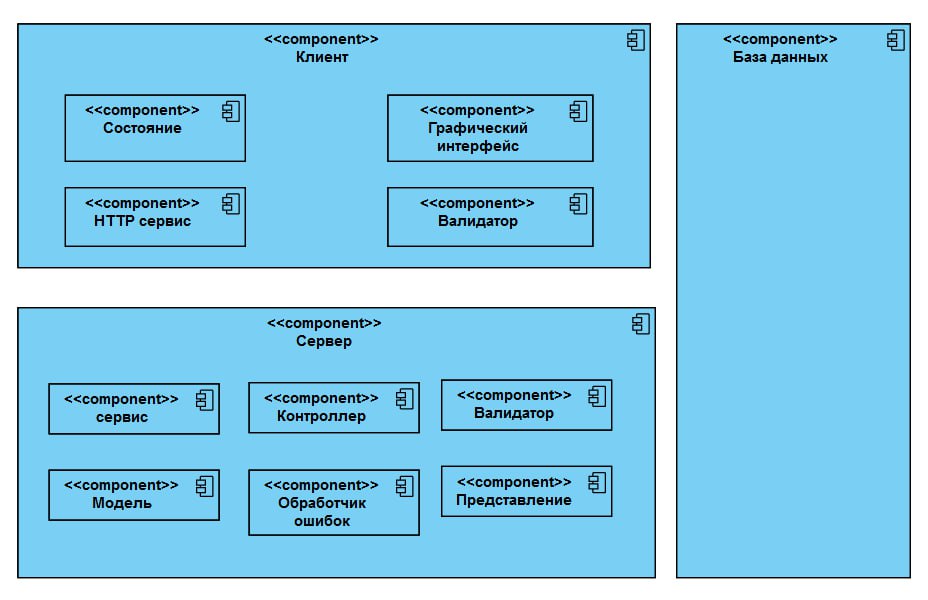 <<component>>
Клиент
<<component>>
Состояние
<<component>>
Графический
интерфейс
<<component>>
HTTP сервис
<<component>>
Валидатор
<<component>>
База данных
<<component>>
Сервер
<<component>>
сервис
<<component>>
Контроллер
<<component>>
Валидатор
<<component>>
Модель
<<component>>
Обработчик
ошибок
<<component>>
Представление